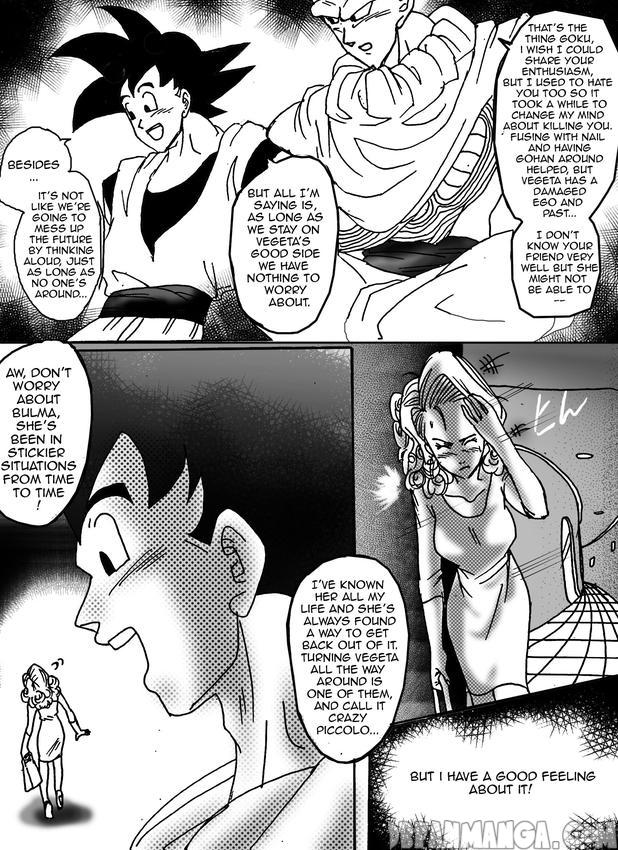 THAT'S THE
THING GOKU,
I WISH I COULD
SHARE YOUR
ENTHUSIASM,
BUT I USED TO HATE
YOU TOO SO IT
TOOK A WHILE TO
CHANGE MY MIND
ABOUT KILLING YOU.
FUSING WITH NAIL
AND HAVING
GOHAN AROUND
HELPED, BUT
VEGETA HAS A
DAMAGED
EGO AND
PAST...
I DON'T
KNOW YOUR
FRIEND VERY
WELL BUT SHE
MIGHT NOT
BE ABLE TO
--
BUT ALL I'M
SAYING IS,
AS LONG AS
WE STAY ON
VEGETA'S
GOOD SIDE
WE HAVE
NOTHING TO
WORRY
ABOUT.
BESIDES
...
IT'S NOT
LIKE WE'RE
GOING TO
MESS UP
THE FUTURE
BY THINKING
ALOUD, JUST
AS LONG AS
NO ONE'S
AROUND...
AW, DON'T
WORRY
ABOUT
BULMA,
SHE'S
BEEN IN
STICKIER
SITUATIONS
FROM TIME
TO TIME
!
I'VE KNOWN
HER ALL MY
LIFE AND SHE'S
ALWAYS FOUND
A WAY TO GET
BACK OUT OF IT.
TURNING VEGETA
ALL THE WAY
AROUND IS
ONE OF THEM,
AND CALL IT
CRAZY
PICCOLO...
BUT I HAVE A GOOD FEELING
ABOUT IT!
DBFANMANGA.COM